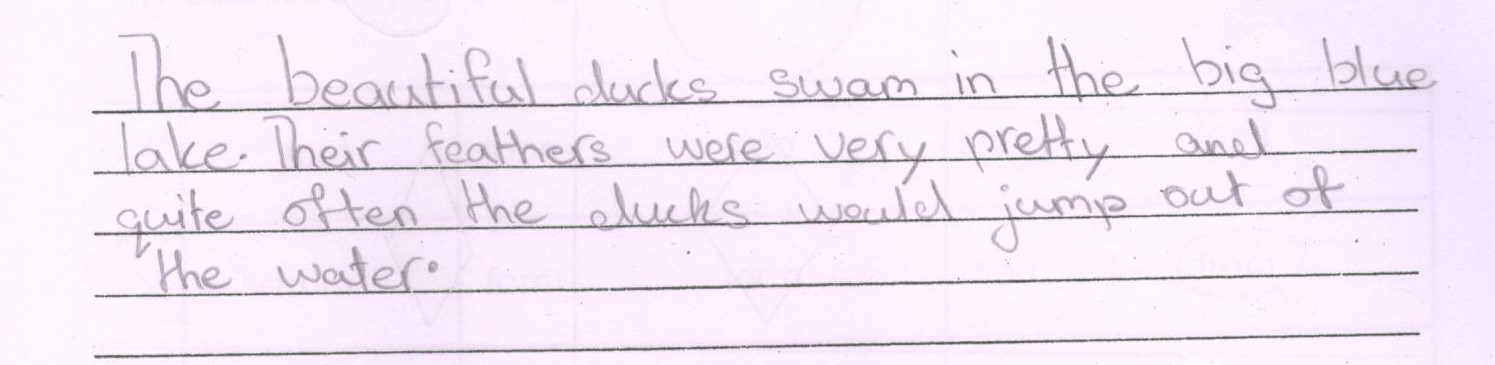 The beautiful ducks swam in the big blue
lake. Their feathers were very pretty and
quite often the ducks would jump out of
the water.